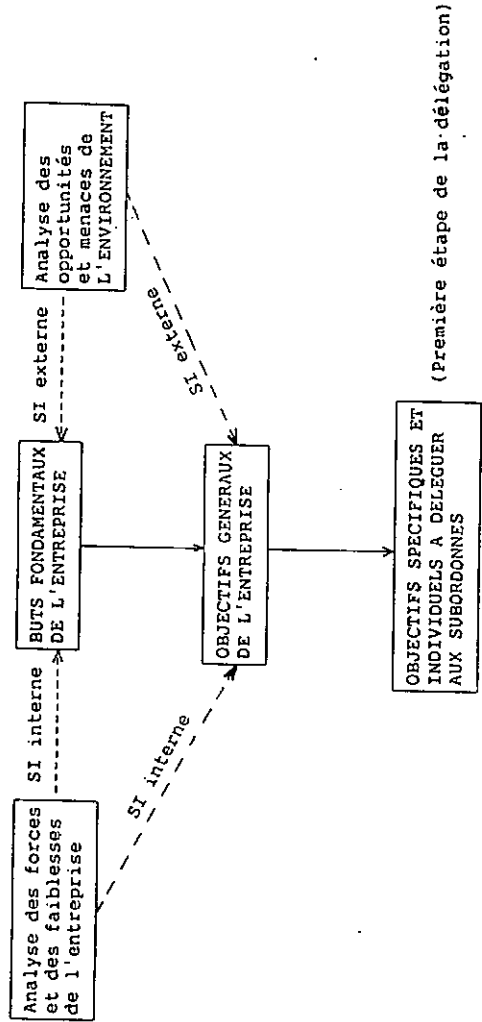 Analyse des forces
et des faiblesses
de l'entreprise
SI interne
BUTS FONDAMENTAUX
DE L'ENTREPRISE
SI externe
Analyse des
opportunités
et menaces de
L'ENVIRONNEMENT
SI interne
SI externe
OBJECTIFS GENERAUX
DE L'ENTREPRISE
OBJECTIFS SPECIFIQUES ET
INDIVIDUELS A DELEGUER
AUX SUBORDONNES
(Première étape de la délégation)